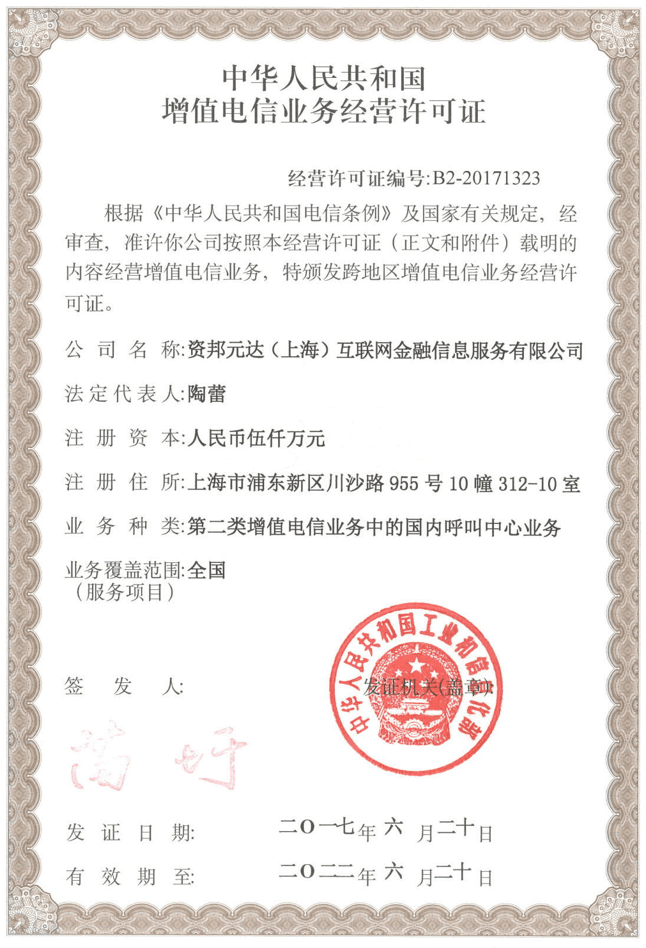 中华人民共和国
增值电信业务经营许可证
经营许可证编号:B2-20171323
根据《中华人民共和国电信条例》及国家有关规定，经
审查，准许你公司按照本经营许可证（正文和附件）载明的
内容经营增值电信业务，特颁发跨地区增值电信业务经营许
可证。
公司名称:资邦元达（上海）互联网金融信息服务有限公司
法定代表人:陶蕾
注册资本:人民币伍仟万元
注册住所:上海市浦东新区川沙路955号10幢312-10室
业务种类:第二类增值电信业务中的国内呼叫中心业务
业务覆盖范围:全国
（服务项目）
中华人民共和国工业和信息化部
签发人:
发证机关(盖章)
发证日期: 二〇一七年六月二十日
有效期至: 二〇二二年六月二十日